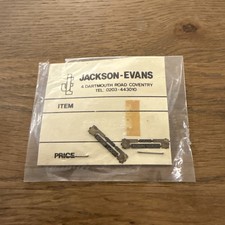 JACKSON-EVANS
4 DARTMOUTH ROAD COVENTRY
TEL. 0203-443010
ITEM
PRICE